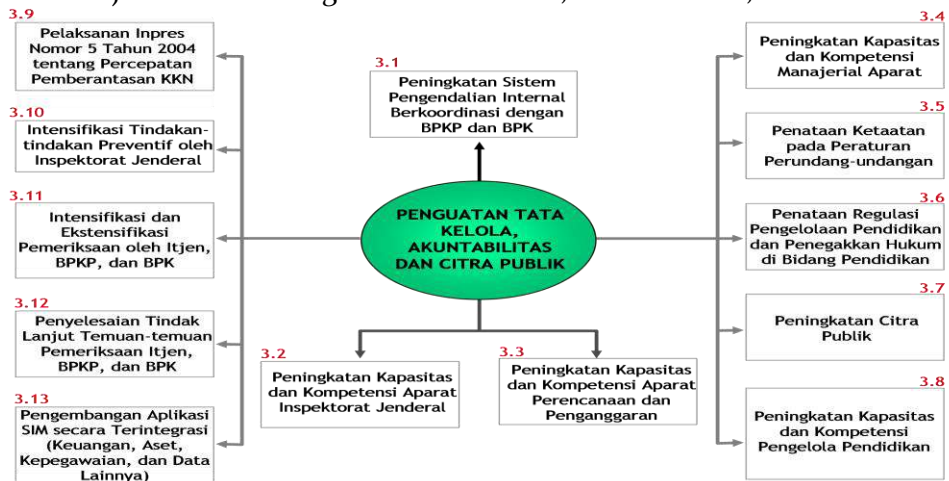 3.9
Pelaksanan Inpres
Nomor 5 Tahun 2004
tentang Percepatan
Pemberantasan KKN
3.10
Intensifikasi Tindakan-
tindakan Preventif oleh
Inspektorat Jenderal
3.11
Intensifikasi dan
Ekstensifikasi
Pemeriksaan oleh Itjen,
BPKP, dan BPK
3.12
Penyelesaian Tindak
Lanjut Temuan-temuan
Pemeriksaan Itjen,
BPKP, dan BPK
3.13
Pengembangan Aplikasi
SIM secara Terintegrasi
(Keuangan, Aset,
Kepegawaian, dan Data
Lainnya)
3.1
Peningkatan Sistem
Pengendalian Internal
Berkoordinasi dengan
BPKP dan BPK
PENGUATAN TATA
KELOLA,
AKUNTABILITAS
DAN CITRA PUBLIK
3.2
Peningkatan Kapasitas
dan Kompetensi Aparat
Inspektorat Jenderal
3.3
Peningkatan Kapasitas
dan Kompetensi Aparat
Perencanaan dan
Penganggaran
3.4
Peningkatan Kapasitas
dan Kompetensi
Manajerial Aparat
3.5
Penataan Ketaatan
pada Peraturan
Perundang-undangan
3.6
Penataan Regulasi
Pengelolaan Pendidikan
dan Penegakkan Hukum
di Bidang Pendidikan
3.7
Peningkatan Citra
Publik
3.8
Peningkatan Kapasitas
dan Kompetensi
Pengelola Pendidikan